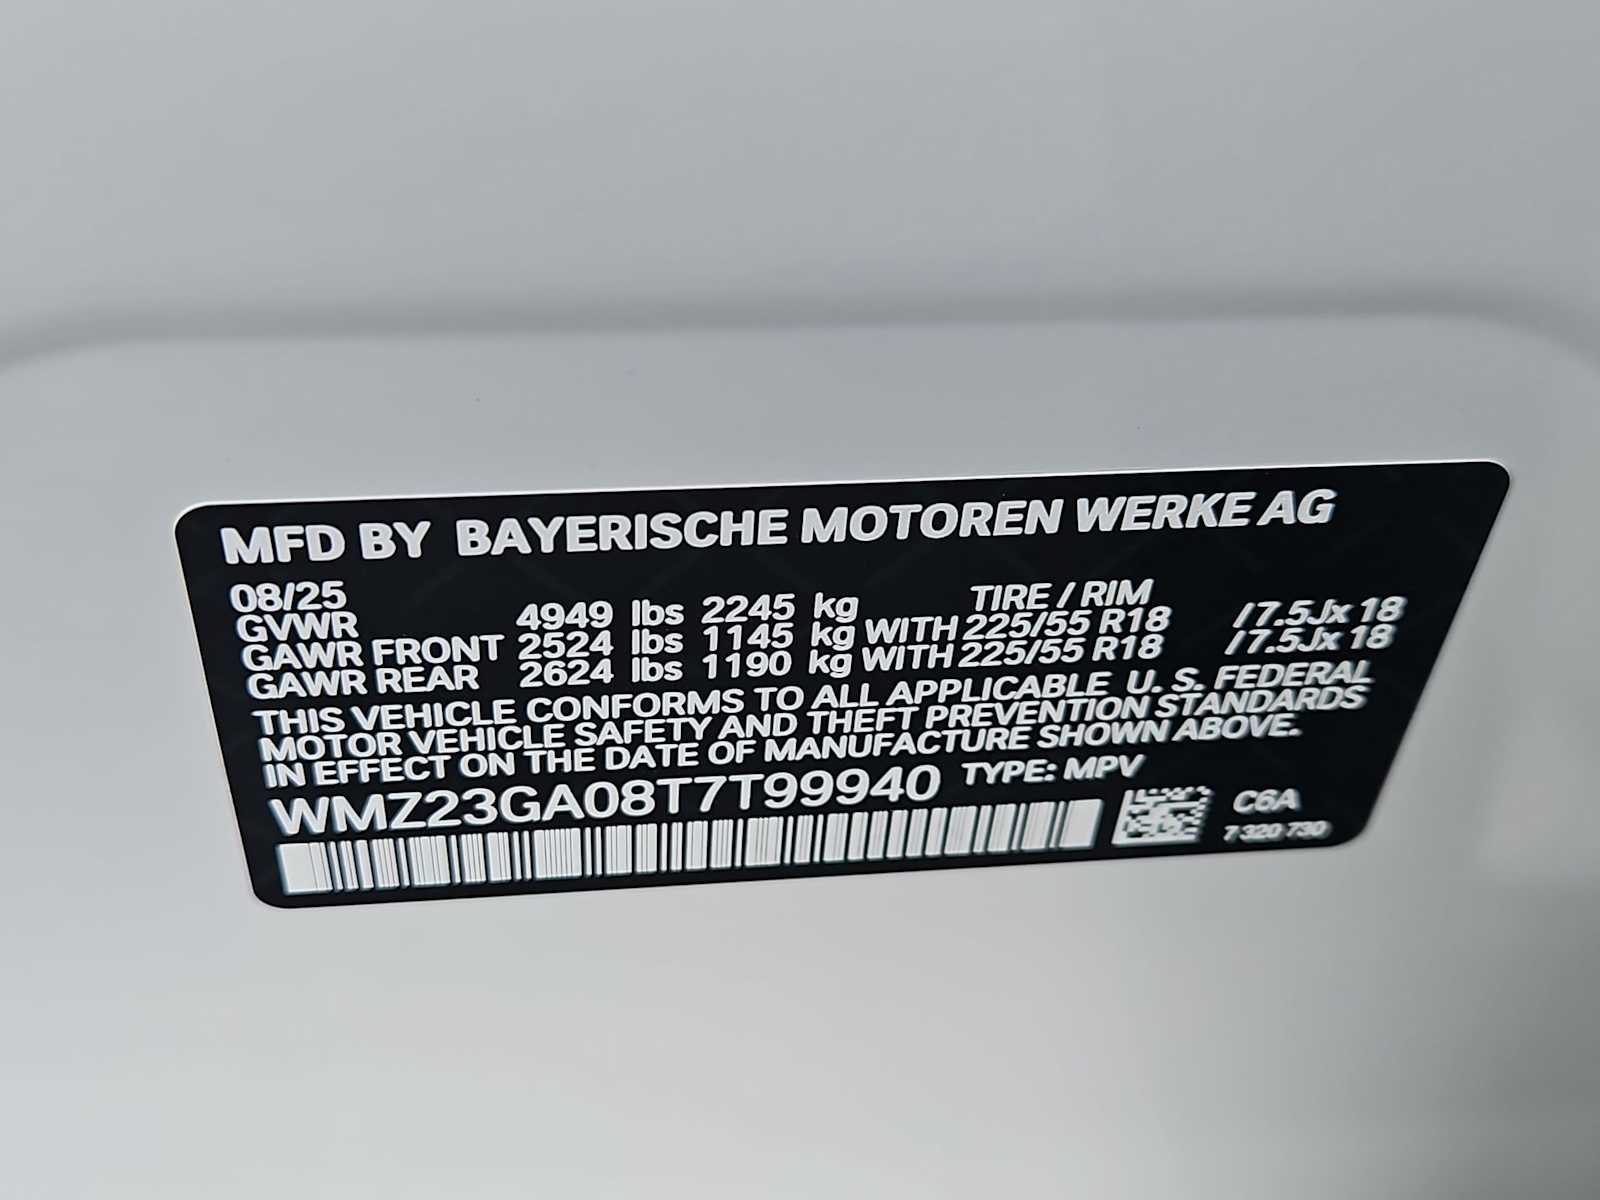 MFD BY BAYERISCHE MOTOREN WERKE AG
08/25 TIRE / RIM
GVWR 4949 lbs 2245 kg
GAWR FRONT 2524 lbs 1145 kg WITH 225/55 R18 /7.5Jx 18
GAWR REAR 2624 lbs 1190 kg WITH 225/55 R18 /7.5Jx 18
THIS VEHICLE CONFORMS TO ALL APPLICABLE U. S. FEDERAL
MOTOR VEHICLE SAFETY AND THEFT PREVENTION STANDARDS
IN EFFECT ON THE DATE OF MANUFACTURE SHOWN ABOVE.
WMZ23GA08T7T99940 TYPE: MPV
C6A
7 320 730